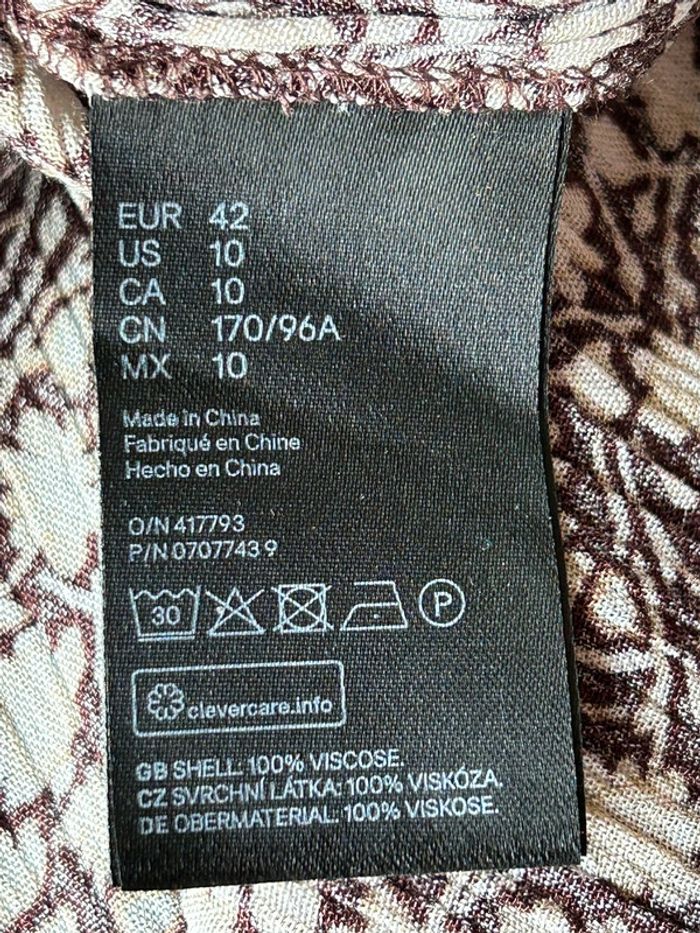 EUR 42
US 10
CA 10
CN 170/96A
MX 10
Made in China
Fabriqué en Chine
Hecho en China
O/N 417793
P/N 0707743 9
30
P
clevercare.info
GB SHELL: 100% VISCOSE.
CZ SVRCHNÍ LÁTKA: 100% VISKÓZA.
DE OBERMATERIAL: 100% VISKOSE.